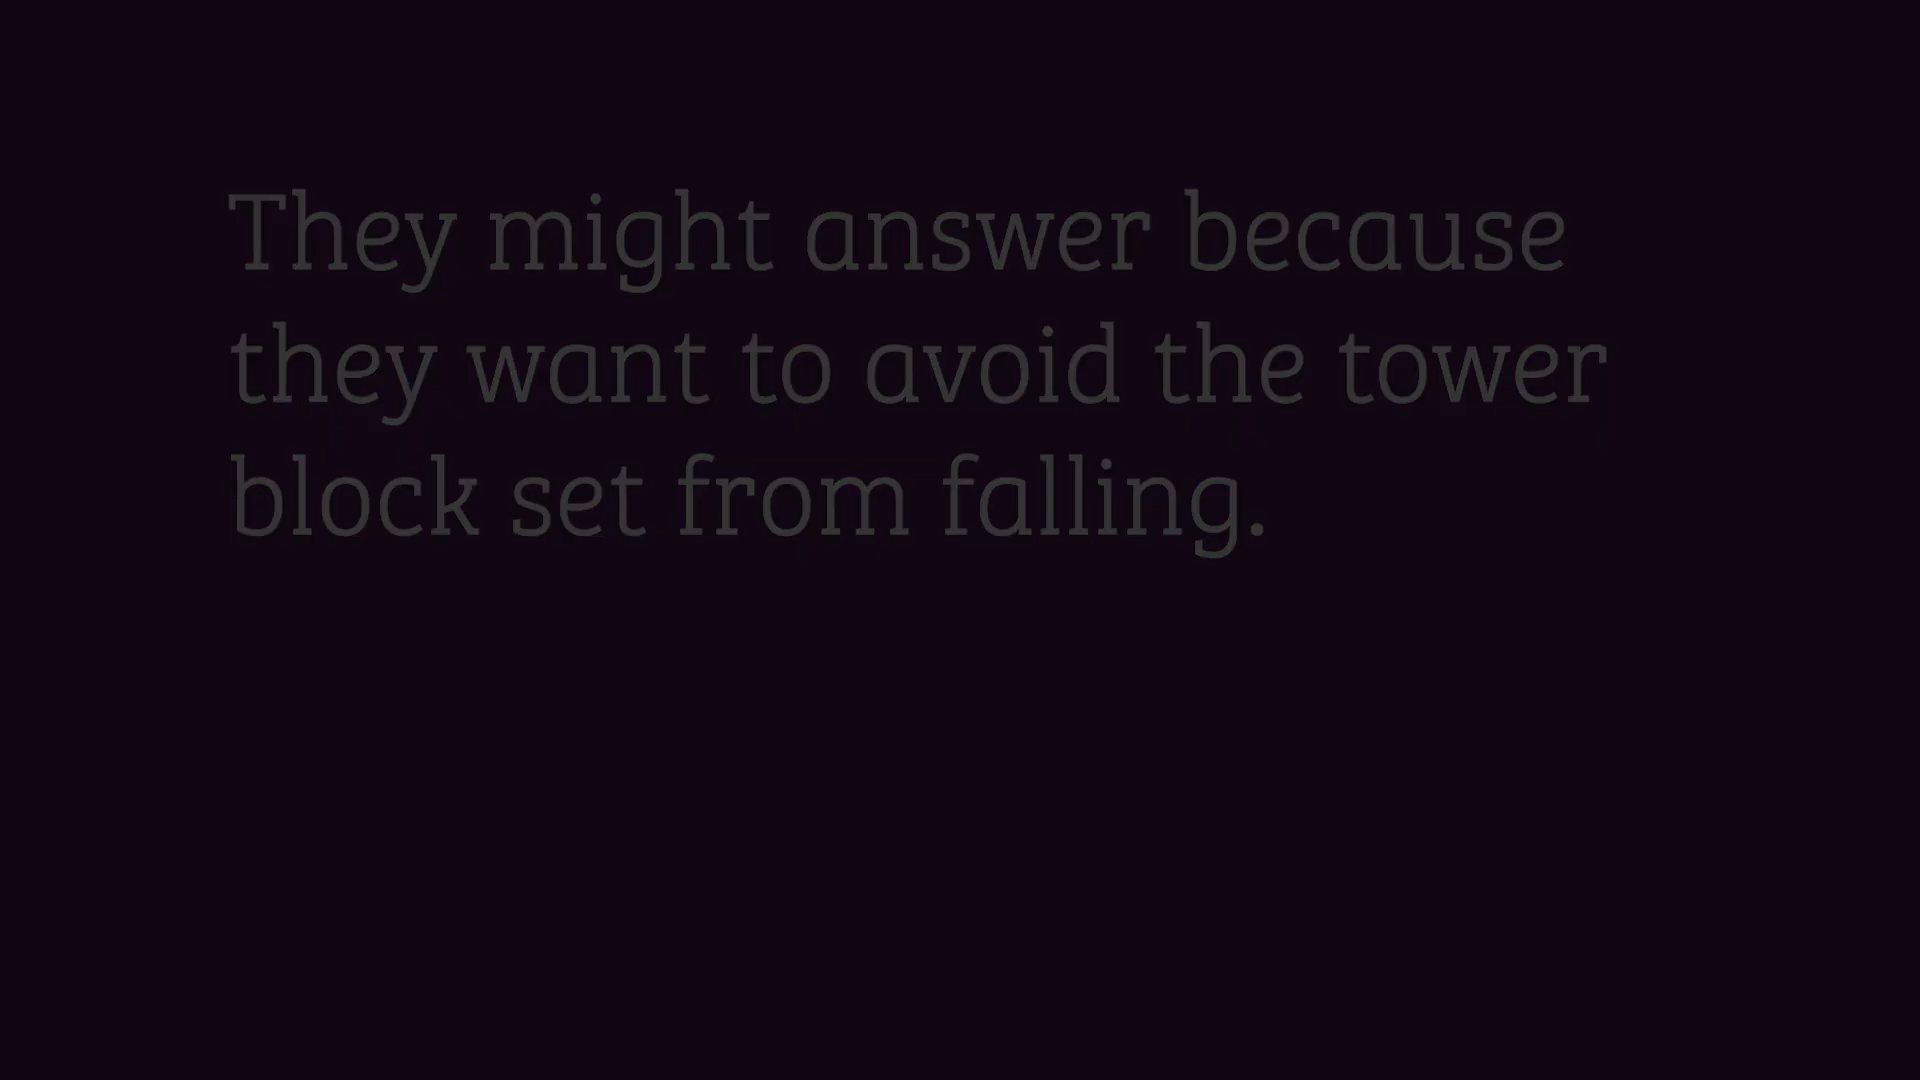 They might answer because
they want to avoid the tower
block set from falling.